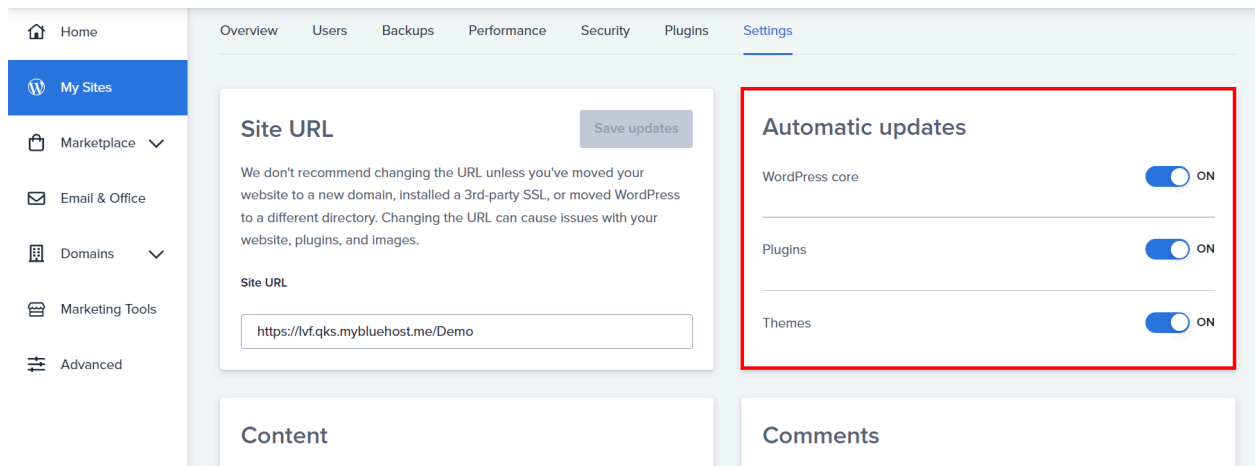 Home
My Sites
Marketplace
Email & Office
Domains
Marketing Tools
Advanced
Overview Users Backups Performance Security Plugins Settings
Site URL
Save updates
We don't recommend changing the URL unless you've moved your
website to a new domain, installed a 3rd-party SSL, or moved WordPress
to a different directory. Changing the URL can cause issues with your
website, plugins, and images.
Site URL
https://lvf.qks.mybluehost.me/Demo
Automatic updates
WordPress core ON
Plugins ON
Themes ON
Content
Comments